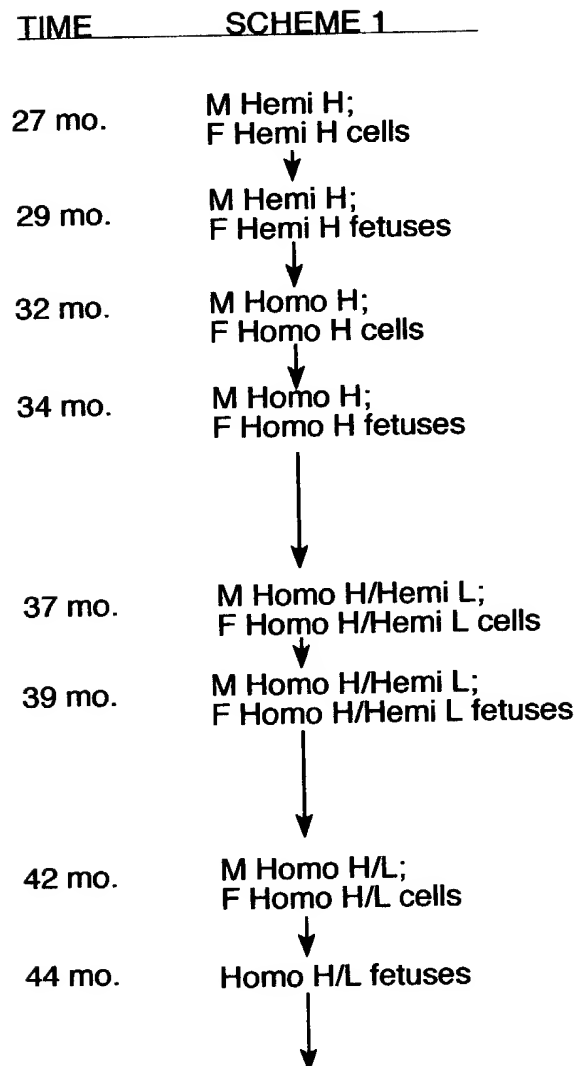 TIME SCHEME 1
27 mo. M Hemi H;
F Hemi H cells
29 mo. M Hemi H;
F Hemi H fetuses
32 mo. M Homo H;
F Homo H cells
34 mo. M Homo H;
F Homo H fetuses
37 mo. M Homo H/Hemi L;
F Homo H/Hemi L cells
39 mo. M Homo H/Hemi L;
F Homo H/Hemi L fetuses
42 mo. M Homo H/L;
F Homo H/L cells
44 mo. Homo H/L fetuses